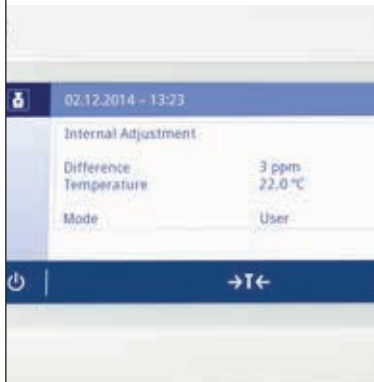 02.12.2014 – 13:23
Internal Adjustment
Difference 3 ppm
Temperature 22.0 °C
Mode User
→T←